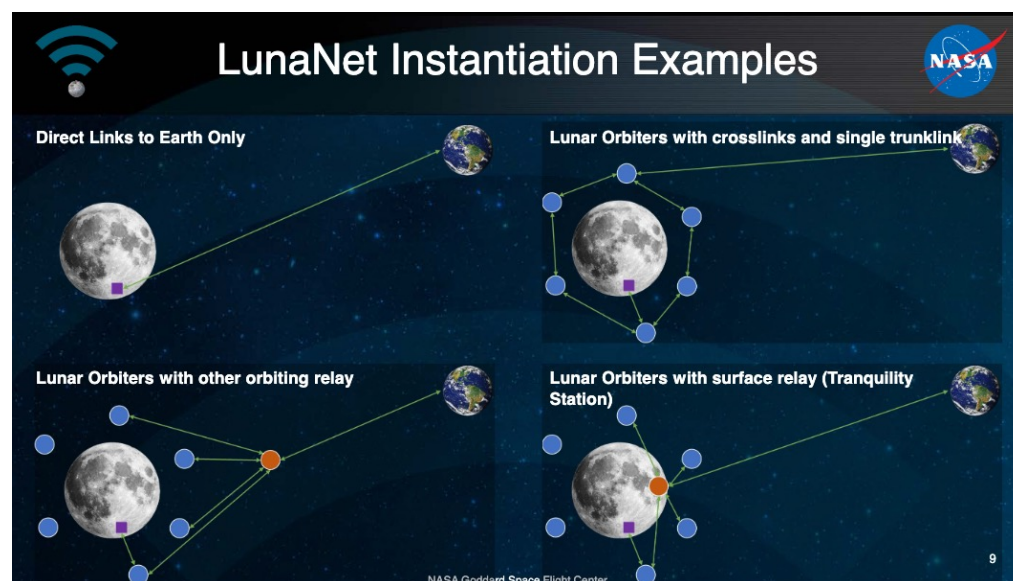 LunaNet Instantiation Examples
NASA
Direct Links to Earth Only
Lunar Orbiters with crosslinks and single trunklink
Lunar Orbiters with other orbiting relay
Lunar Orbiters with surface relay (Tranquility
Station)
9
NASA Goddard Space Flight Center